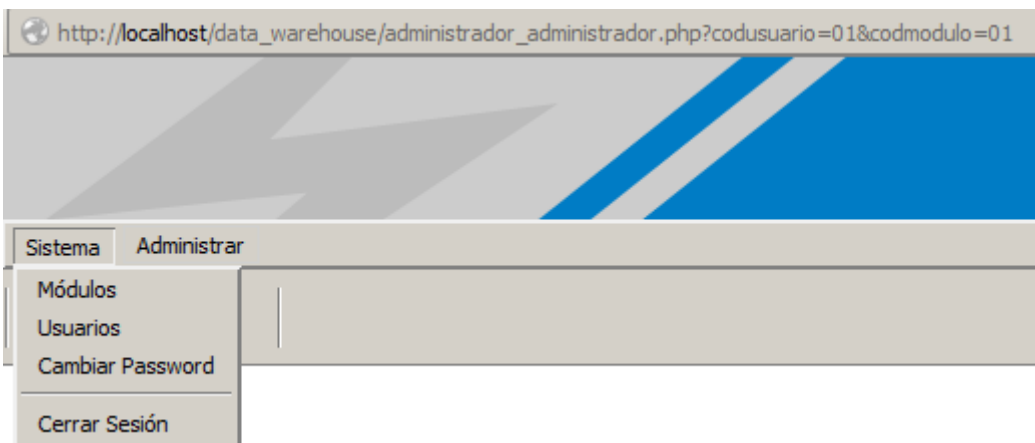 http://localhost/data_warehouse/administrador_administrador.php?codusuario=01&codmodulo=01
Sistema Administrar
Módulos
Usuarios
Cambiar Password
Cerrar Sesión